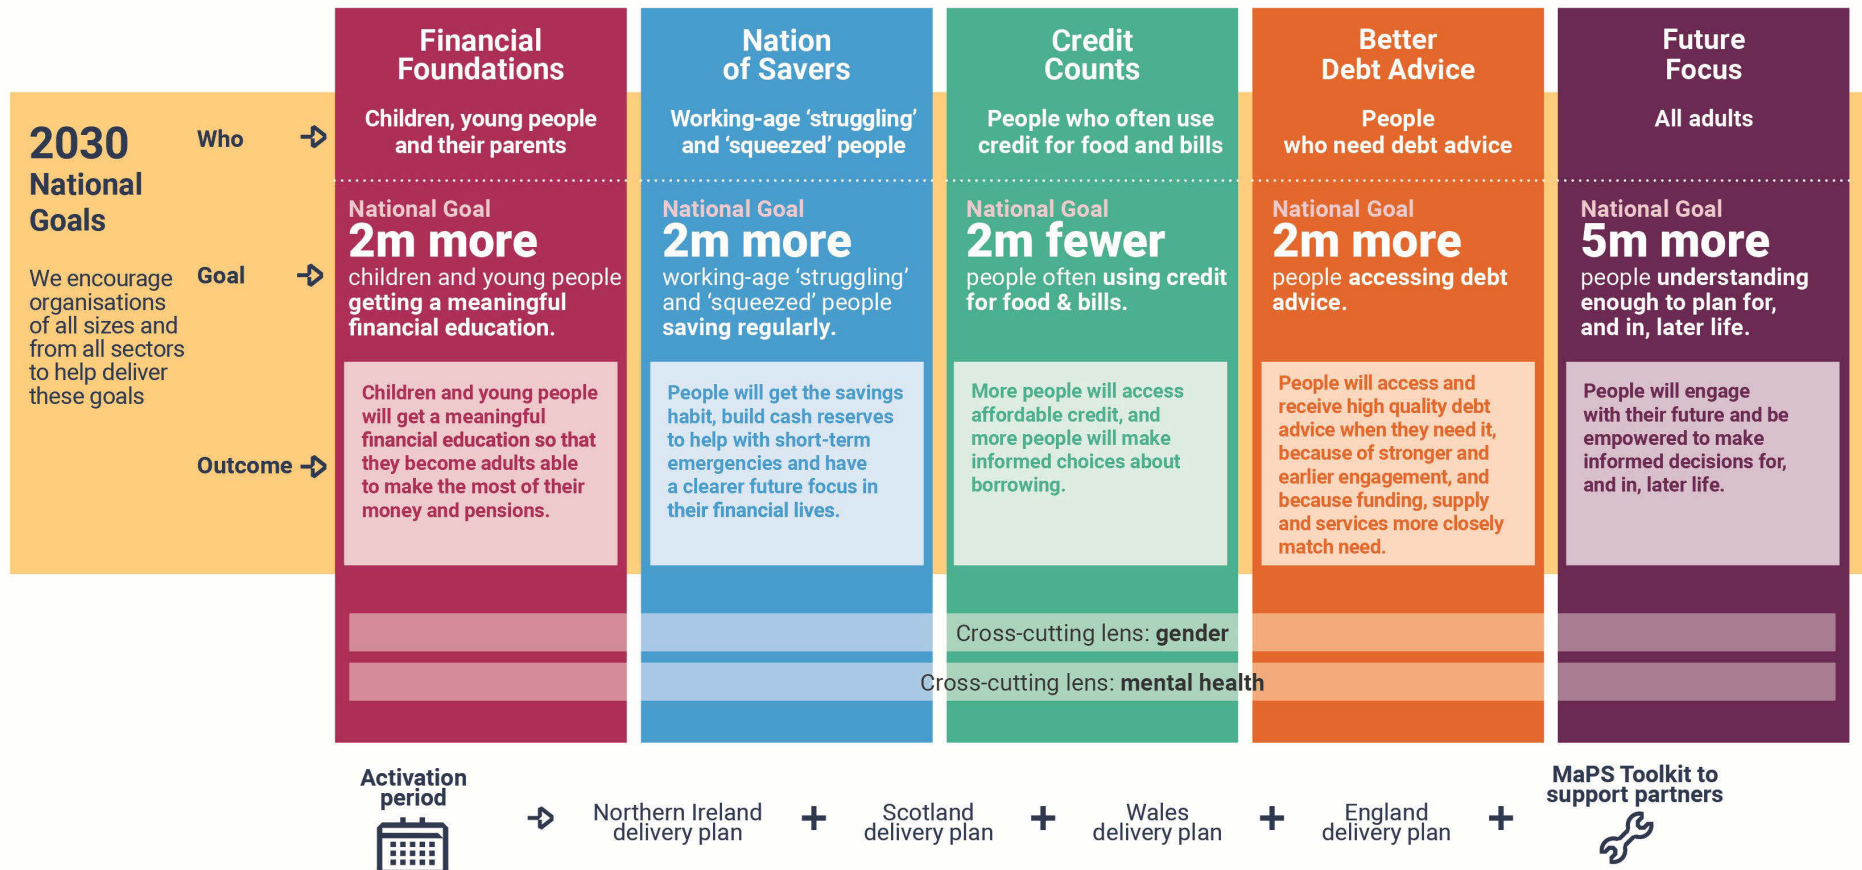 2030
National
Goals
We encourage
organisations
of all sizes and
from all sectors
to help deliver
these goals
Who
Goal
Outcome
Financial
Foundations
Children, young people
and their parents
National Goal
2m more
children and young people
getting a meaningful
financial education.
Children and young people
will get a meaningful
financial education so that
they become adults able
to make the most of their
money and pensions.
Nation
of Savers
Working-age ‘struggling’
and ‘squeezed’ people
National Goal
2m more
working-age ‘struggling’
and ‘squeezed’ people
saving regularly.
People will get the savings
habit, build cash reserves
to help with short-term
emergencies and have
a clearer future focus in
their financial lives.
Credit
Counts
People who often use
credit for food and bills
National Goal
2m fewer
people often using credit
for food & bills.
More people will access
affordable credit, and
more people will make
informed choices about
borrowing.
Better
Debt Advice
People
who need debt advice
National Goal
2m more
people accessing debt
advice.
People will access and
receive high quality debt
advice when they need it,
because of stronger and
earlier engagement, and
because funding, supply
and services more closely
match need.
Future
Focus
All adults
National Goal
5m more
people understanding
enough to plan for,
and in, later life.
People will engage
with their future and be
empowered to make
informed decisions for,
and in, later life.
Cross-cutting lens: gender
Cross-cutting lens: mental health
Activation
period
Northern Ireland
delivery plan
+
Scotland
delivery plan
+
Wales
delivery plan
+
England
delivery plan
+
MaPS Toolkit to
support partners